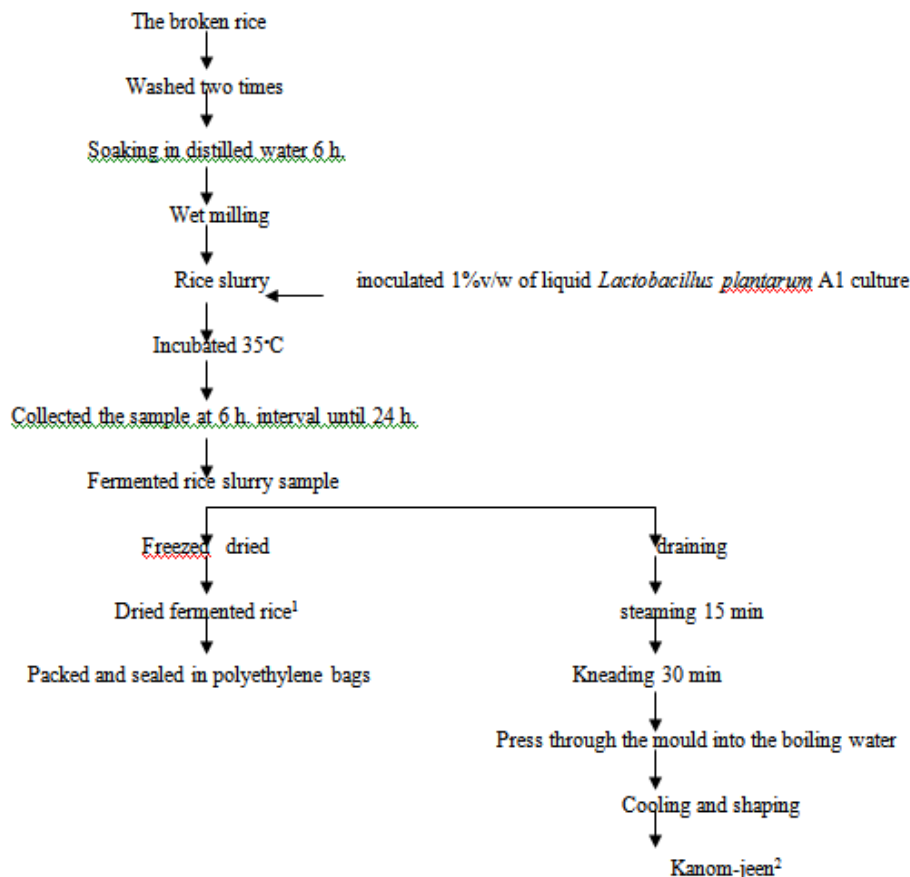 The broken rice
Washed two times
Soaking in distilled water 6 h.
Wet milling
Rice slurry
inoculated 1%v/w of liquid Lactobacillus plantarum A1 culture
Incubated 35°C
Collected the sample at 6 h. interval until 24 h.
Fermented rice slurry sample
Freezed dried
Dried fermented rice¹
Packed and sealed in polyethylene bags
draining
steaming 15 min
Kneading 30 min
Press through the mould into the boiling water
Cooling and shaping
Kanom-jeen²